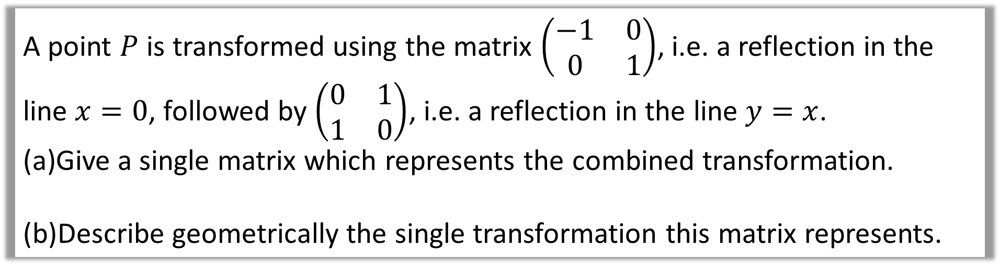 A point P is transformed using the matrix (−1 0 0 1), i.e. a reflection in the
line x = 0, followed by (0 1 1 0), i.e. a reflection in the line y = x.
(a)Give a single matrix which represents the combined transformation.
(b)Describe geometrically the single transformation this matrix represents.